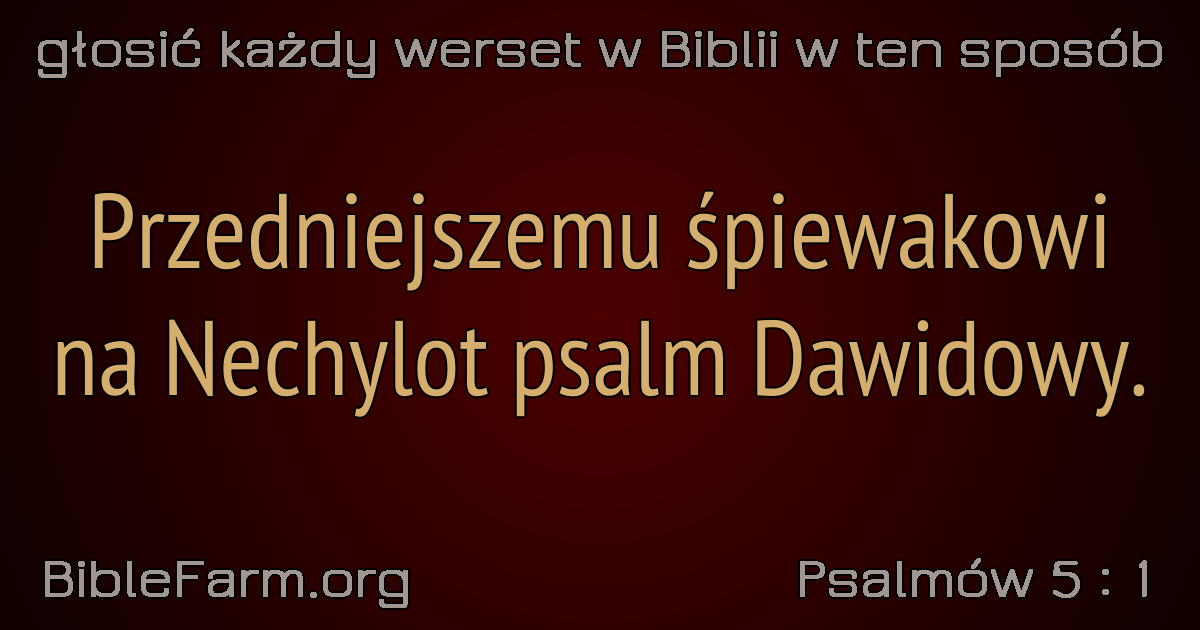 głosić każdy werset w Biblii w ten sposób
Przedniejszemu śpiewakowi
na Nechylot psalm Dawidowy.
BibleFarm.org
Psalmów 5 : 1